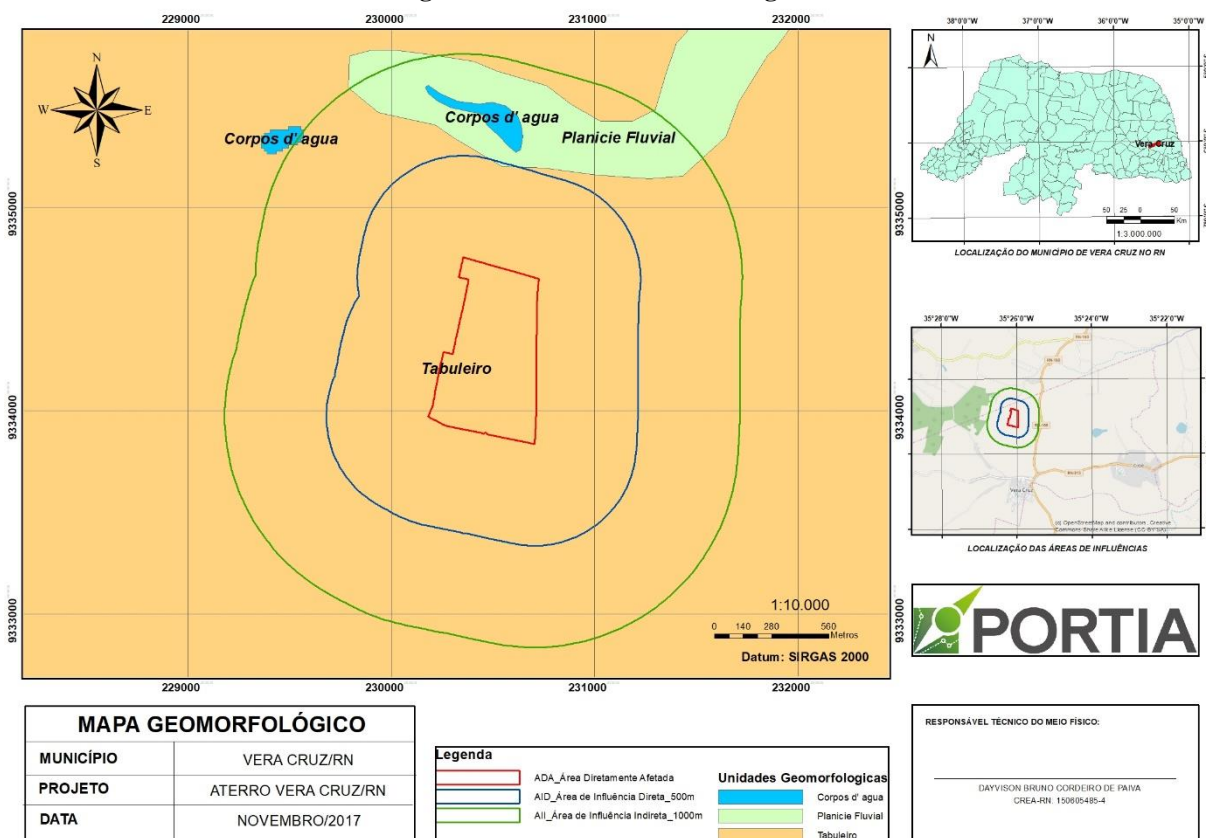 229000 230000 231000 232000
N
W E
S
Corpos d' agua
Corpos d' agua
Planicie Fluvial
Tabuleiro
9335000 9335000
9334000 9334000
9333000 9333000
1:10.000
0 140 280 560
Metros
Datum: SIRGAS 2000
229000 230000 231000 232000
38°0'0"W 37°0'0"W 36°0'0"W 35°0'0"W
N
Vera Cruz
50 25 0 50
Km
1:3.000.000
LOCALIZAÇÃO DO MUNICÍPIO DE VERA CRUZ NO RN
35°28'0"W 35°26'0"W 35°24'0"W 35°22'0"W
Vera Cruz
LOCALIZAÇÃO DAS ÁREAS DE INFLUÊNCIAS
PORTIA
MAPA GEOMORFOLÓGICO
MUNICÍPIO VERA CRUZ/RN
PROJETO ATERRO VERA CRUZ/RN
DATA NOVEMBRO/2017
Legenda
ADA_Área Diretamente Afetada
AID_Área de Influência Direta_500m
AII_Área de Influência Indireta_1000m
Unidades Geomorfologicas
Corpos d' agua
Planicie Fluvial
Tabuleiro
RESPONSÁVEL TÉCNICO DO MEIO FÍSICO:
DAYVISON BRUNO CORDEIRO DE PAIVA
CREA-RN: 150605485-4